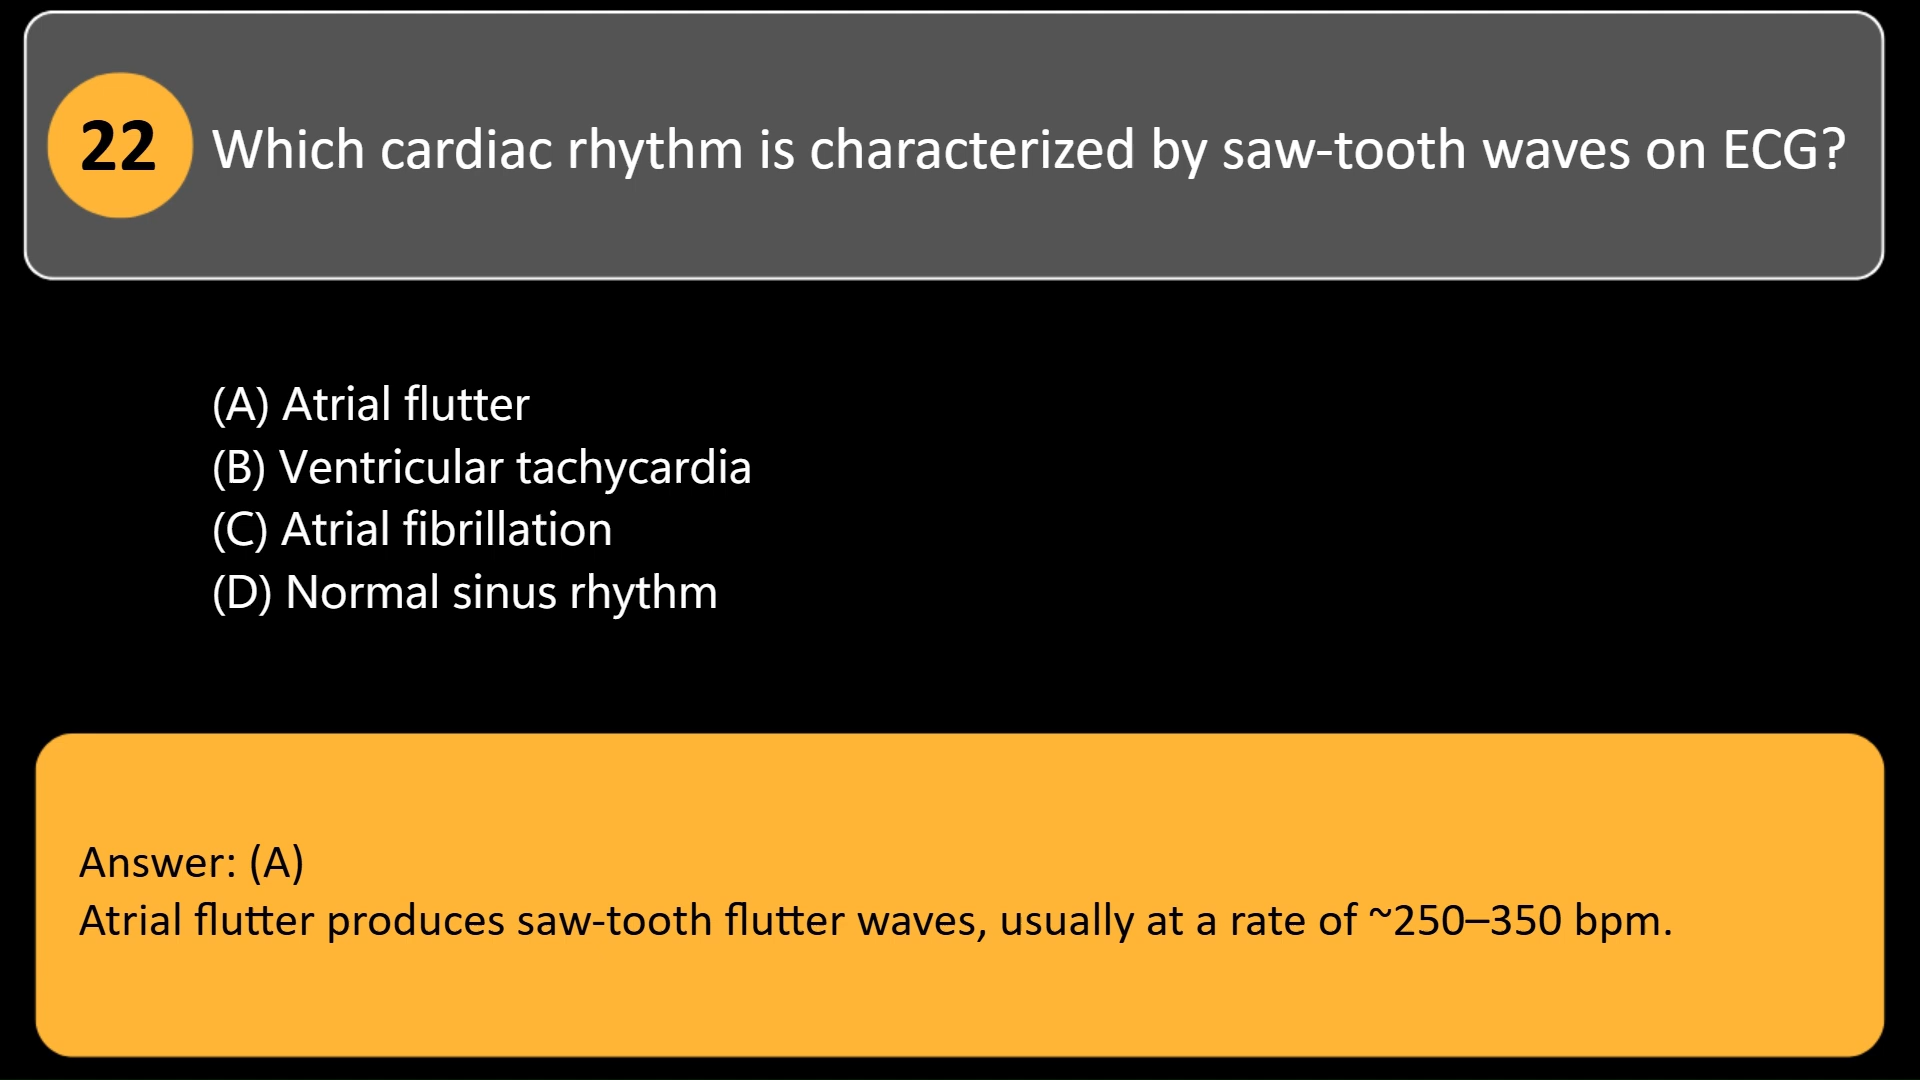 22
Which cardiac rhythm is characterized by saw-tooth waves on ECG?
(A) Atrial flutter
(B) Ventricular tachycardia
(C) Atrial fibrillation
(D) Normal sinus rhythm
Answer: (A)
Atrial flutter produces saw-tooth flutter waves, usually at a rate of ~250–350 bpm.